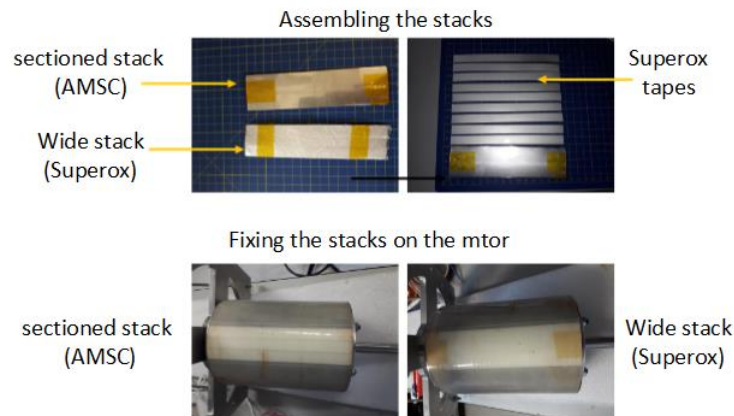 Assembling the stacks
sectioned stack
(AMSC)
Wide stack
(Superox)
Superox
tapes
Fixing the stacks on the mtor
sectioned stack
(AMSC)
Wide stack
(Superox)